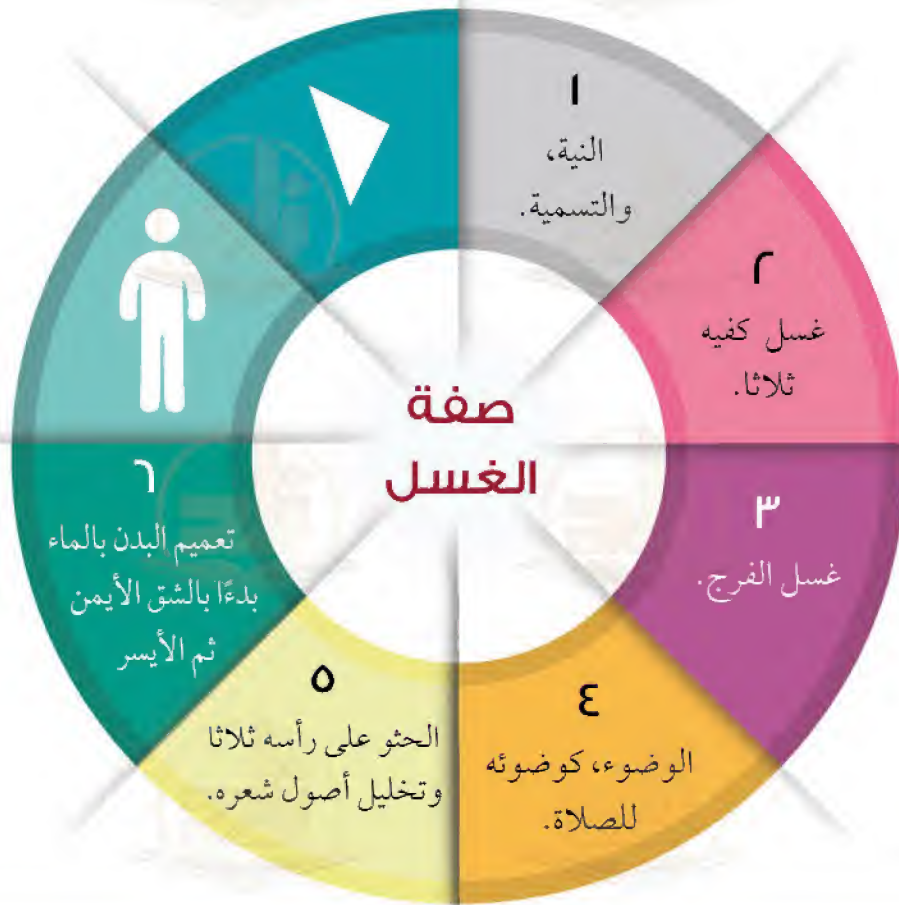 صفة
الغسل
١
النية،
والتسمية.
٢
غسل كفيه
ثلاثا.
٣
غسل الفرج.
٤
الوضوء، كوضوئه
للصلاة.
٥
الحثو على رأسه ثلاثا
وتخليل أصول شعره.
٦
تعميم البدن بالماء
بدءًا بالشق الأيمن
ثم الأيسر